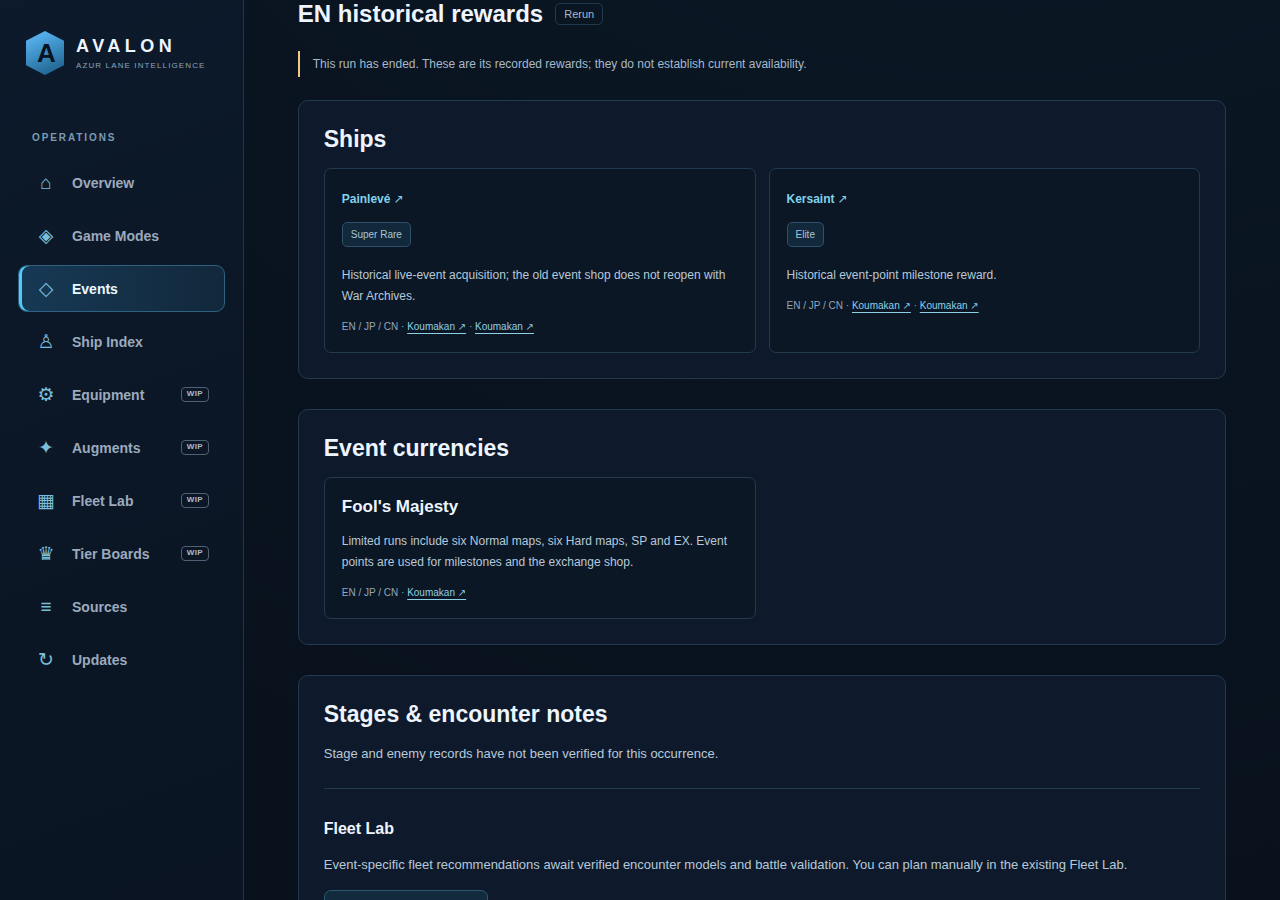 AVALON
AZUR LANE INTELLIGENCE
OPERATIONS
Overview
Game Modes
Events
Ship Index
Equipment WIP
Augments WIP
Fleet Lab WIP
Tier Boards WIP
Sources
Updates
EN historical rewards Rerun
This run has ended. These are its recorded rewards; they do not establish current availability.
Ships
Painlevé ↗
Super Rare
Historical live-event acquisition; the old event shop does not reopen with
War Archives.
EN / JP / CN · Koumakan ↗ · Koumakan ↗
Kersaint ↗
Elite
Historical event-point milestone reward.
EN / JP / CN · Koumakan ↗ · Koumakan ↗
Event currencies
Fool's Majesty
Limited runs include six Normal maps, six Hard maps, SP and EX. Event
points are used for milestones and the exchange shop.
EN / JP / CN · Koumakan ↗
Stages & encounter notes
Stage and enemy records have not been verified for this occurrence.
Fleet Lab
Event-specific fleet recommendations await verified encounter models and battle validation. You can plan manually in the existing Fleet Lab.